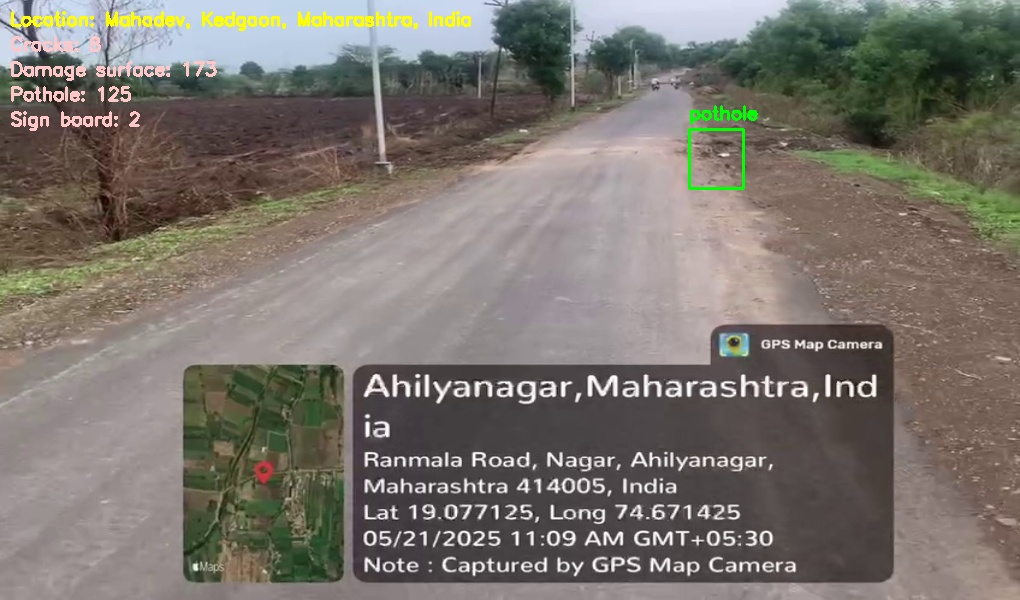 Location: Mahadev, Kedgaon, Maharashtra, India
Cracks: 8
Damage surface: 173
Pothole: 125
Sign board: 2
pothole
GPS Map Camera
Ahilyanagar,Maharashtra,Ind
ia
Ranmala Road, Nagar, Ahilyanagar,
Maharashtra 414005, India
Lat 19.077125, Long 74.671425
05/21/2025 11:09 AM GMT+05:30
Note : Captured by GPS Map Camera
Maps